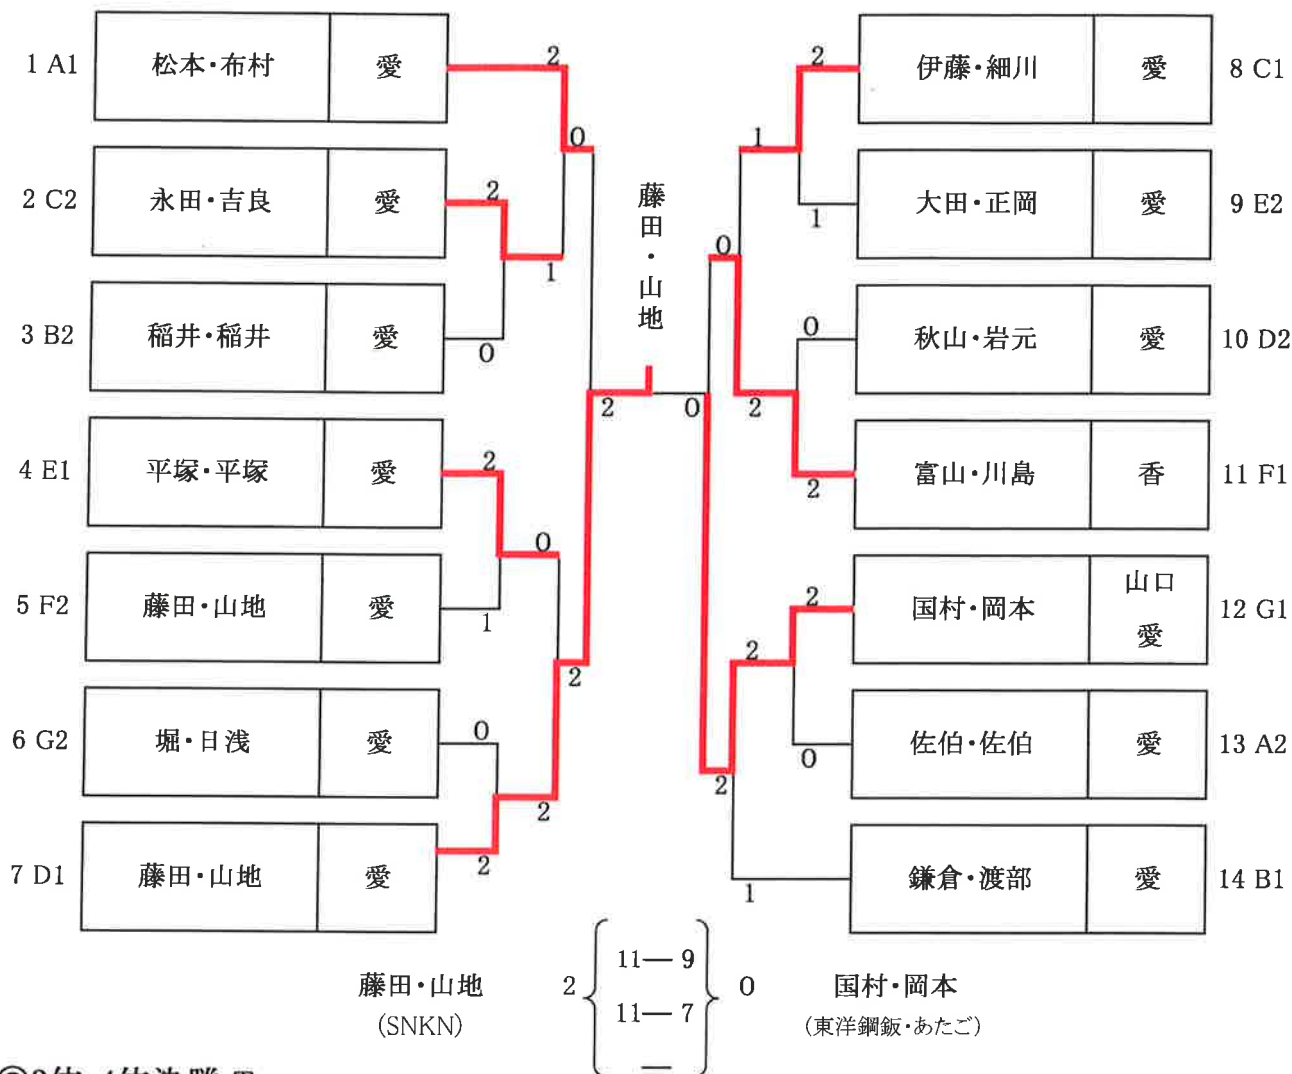 1 A1 松本・布村 愛
2 C2 永田・吉良 愛
3 B2 稲井・稲井 愛
4 E1 平塚・平塚 愛
5 F2 藤田・山地 愛
6 G2 堀・日浅 愛
7 D1 藤田・山地 愛
2
0
2
1
0
2
0
1
2
0
2
2
2
藤田・山地
0
2
1
1
0
0
2
2
2
2
0
2
1
伊藤・細川 愛 8 C1
大田・正岡 愛 9 E2
秋山・岩元 愛 10 D2
富山・川島 香 11 F1
国村・岡本 山口 愛 12 G1
佐伯・佐伯 愛 13 A2
鎌倉・渡部 愛 14 B1
藤田・山地 2 11― 9 0 国村・岡本
(SNKN) 11― 7 (東洋鋼鈑・あたご)
―